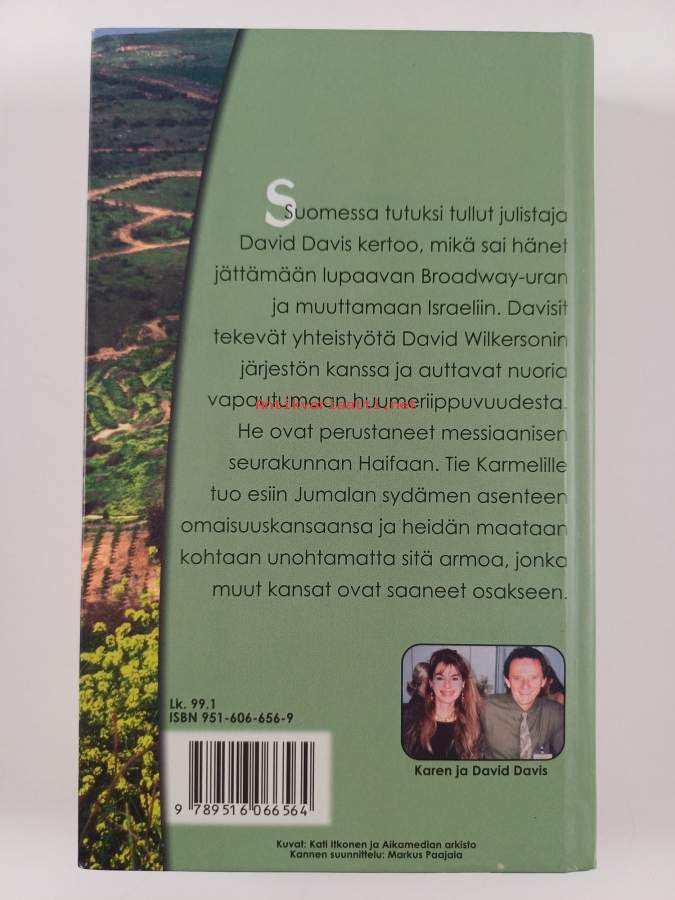 Suomessa tutuksi tullut julistaja
David Davis kertoo, mikä sai hänet
jättämään lupaavan Broadway-uran
ja muuttamaan Israeliin. Davisit
tekevät yhteistyötä David Wilkersonin
järjestön kanssa ja auttavat nuoria
vapautumaan huumeriippuvuudesta.
Antikvariaatti.net
He ovat perustaneet messiaanisen
seurakunnan Haifaan. Tie Karmelille
tuo esiin Jumalan sydämen asenteen
omaisuuskansaansa ja heidän maataan
kohtaan unohtamatta sitä armoa, jonka
muut kansat ovat saaneet osakseen.
Lk. 99.1
ISBN 951-606-656-9
9 789516 066564
Karen ja David Davis
Kuvat: Kati Itkonen ja Aikamedian arkisto
Kannen suunnittelu: Markus Paajala